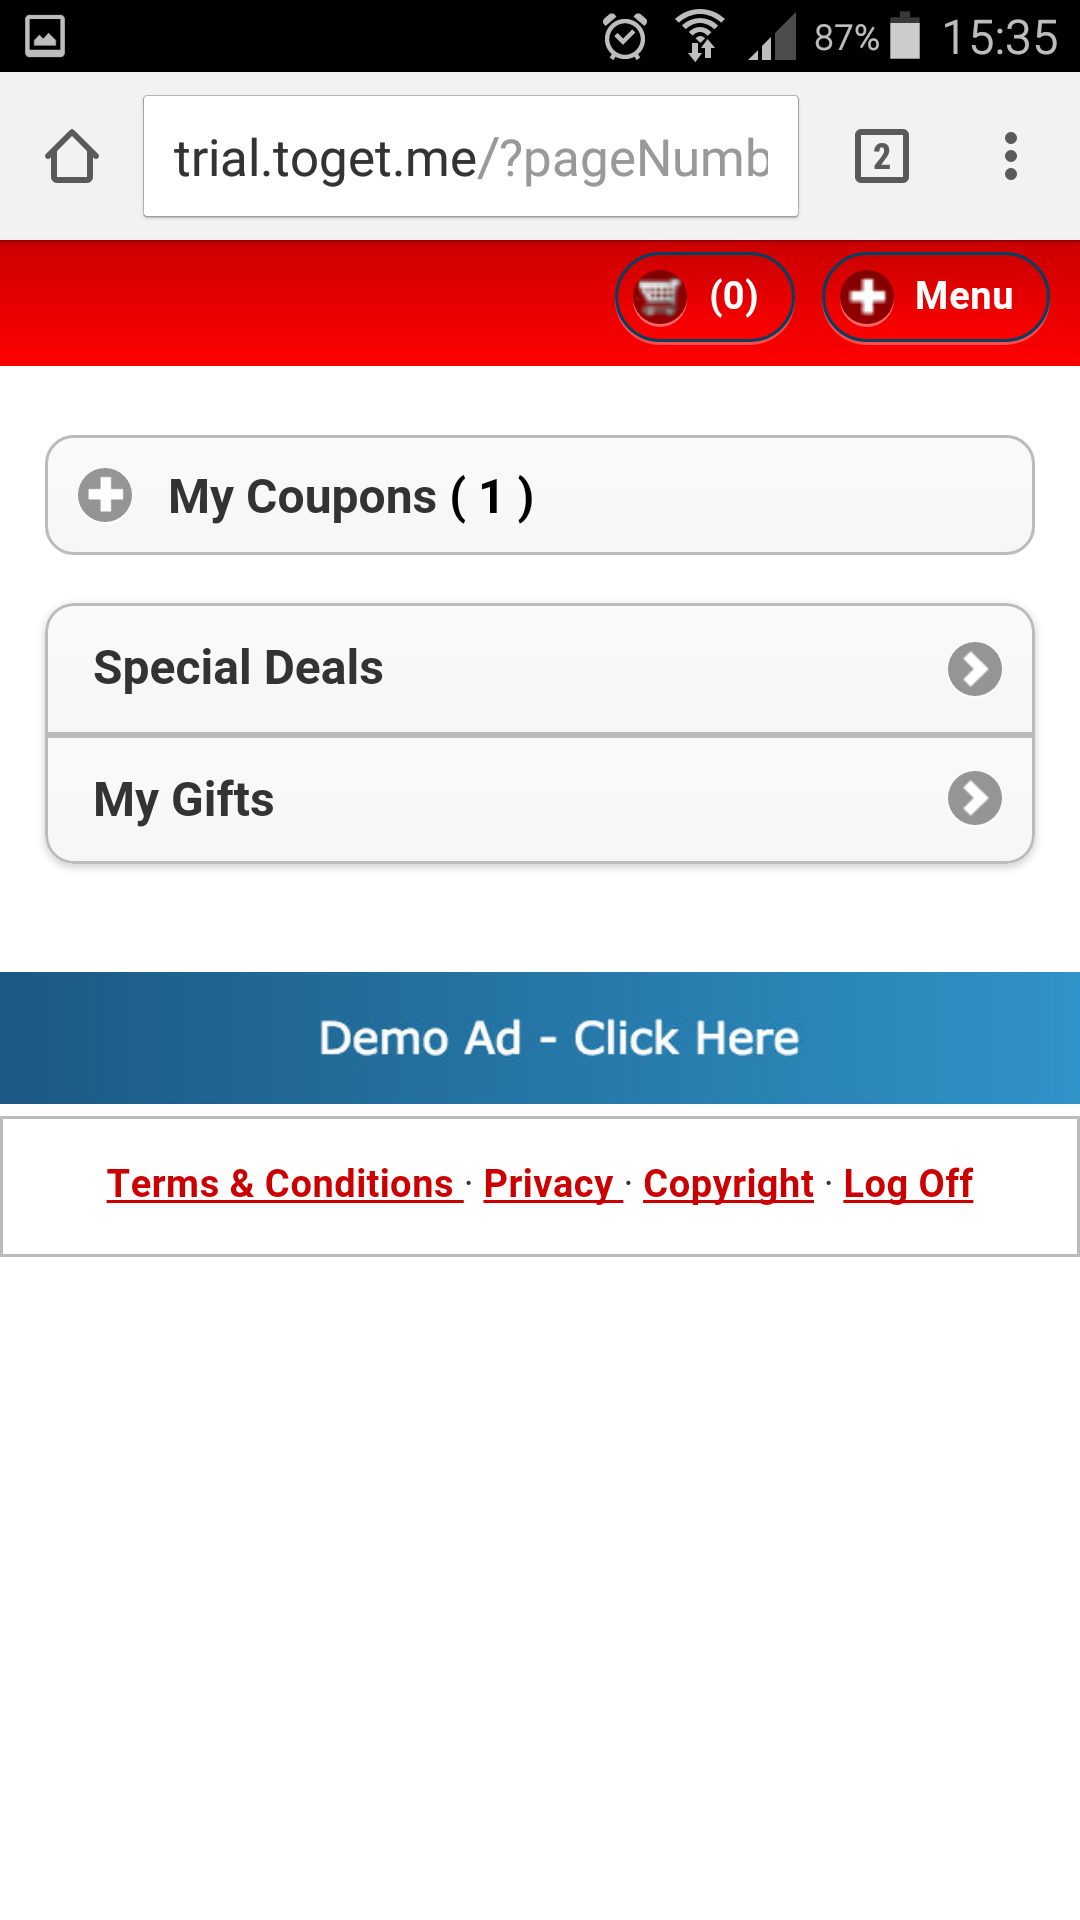 87% 15:35
trial.toget.me/?pageNumb
2
(0) Menu
My Coupons ( 1 )
Special Deals
My Gifts
Demo Ad - Click Here
Terms & Conditions · Privacy · Copyright · Log Off